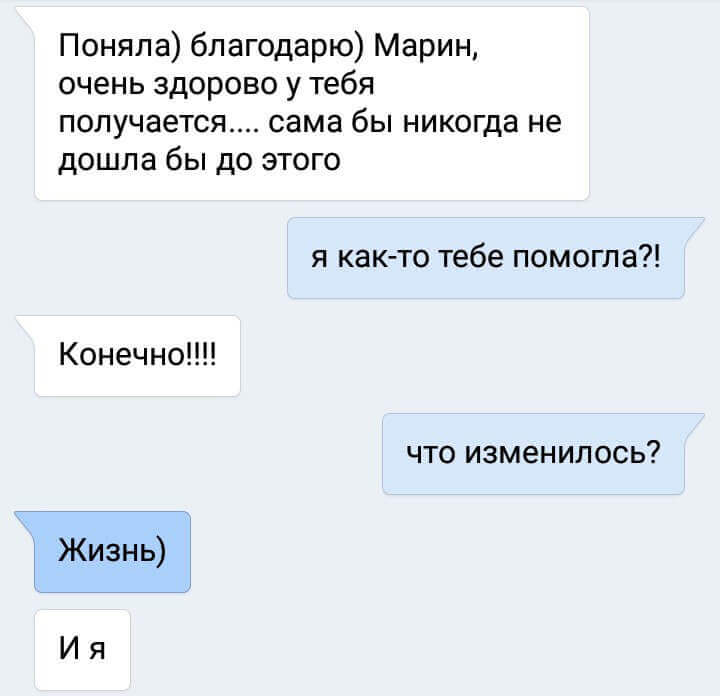 Поняла) благодарю) Марин,
очень здорово у тебя
получается.... сама бы никогда не
дошла бы до этого
я как-то тебе помогла?!
Конечно!!!!
что изменилось?
Жизнь)
И я